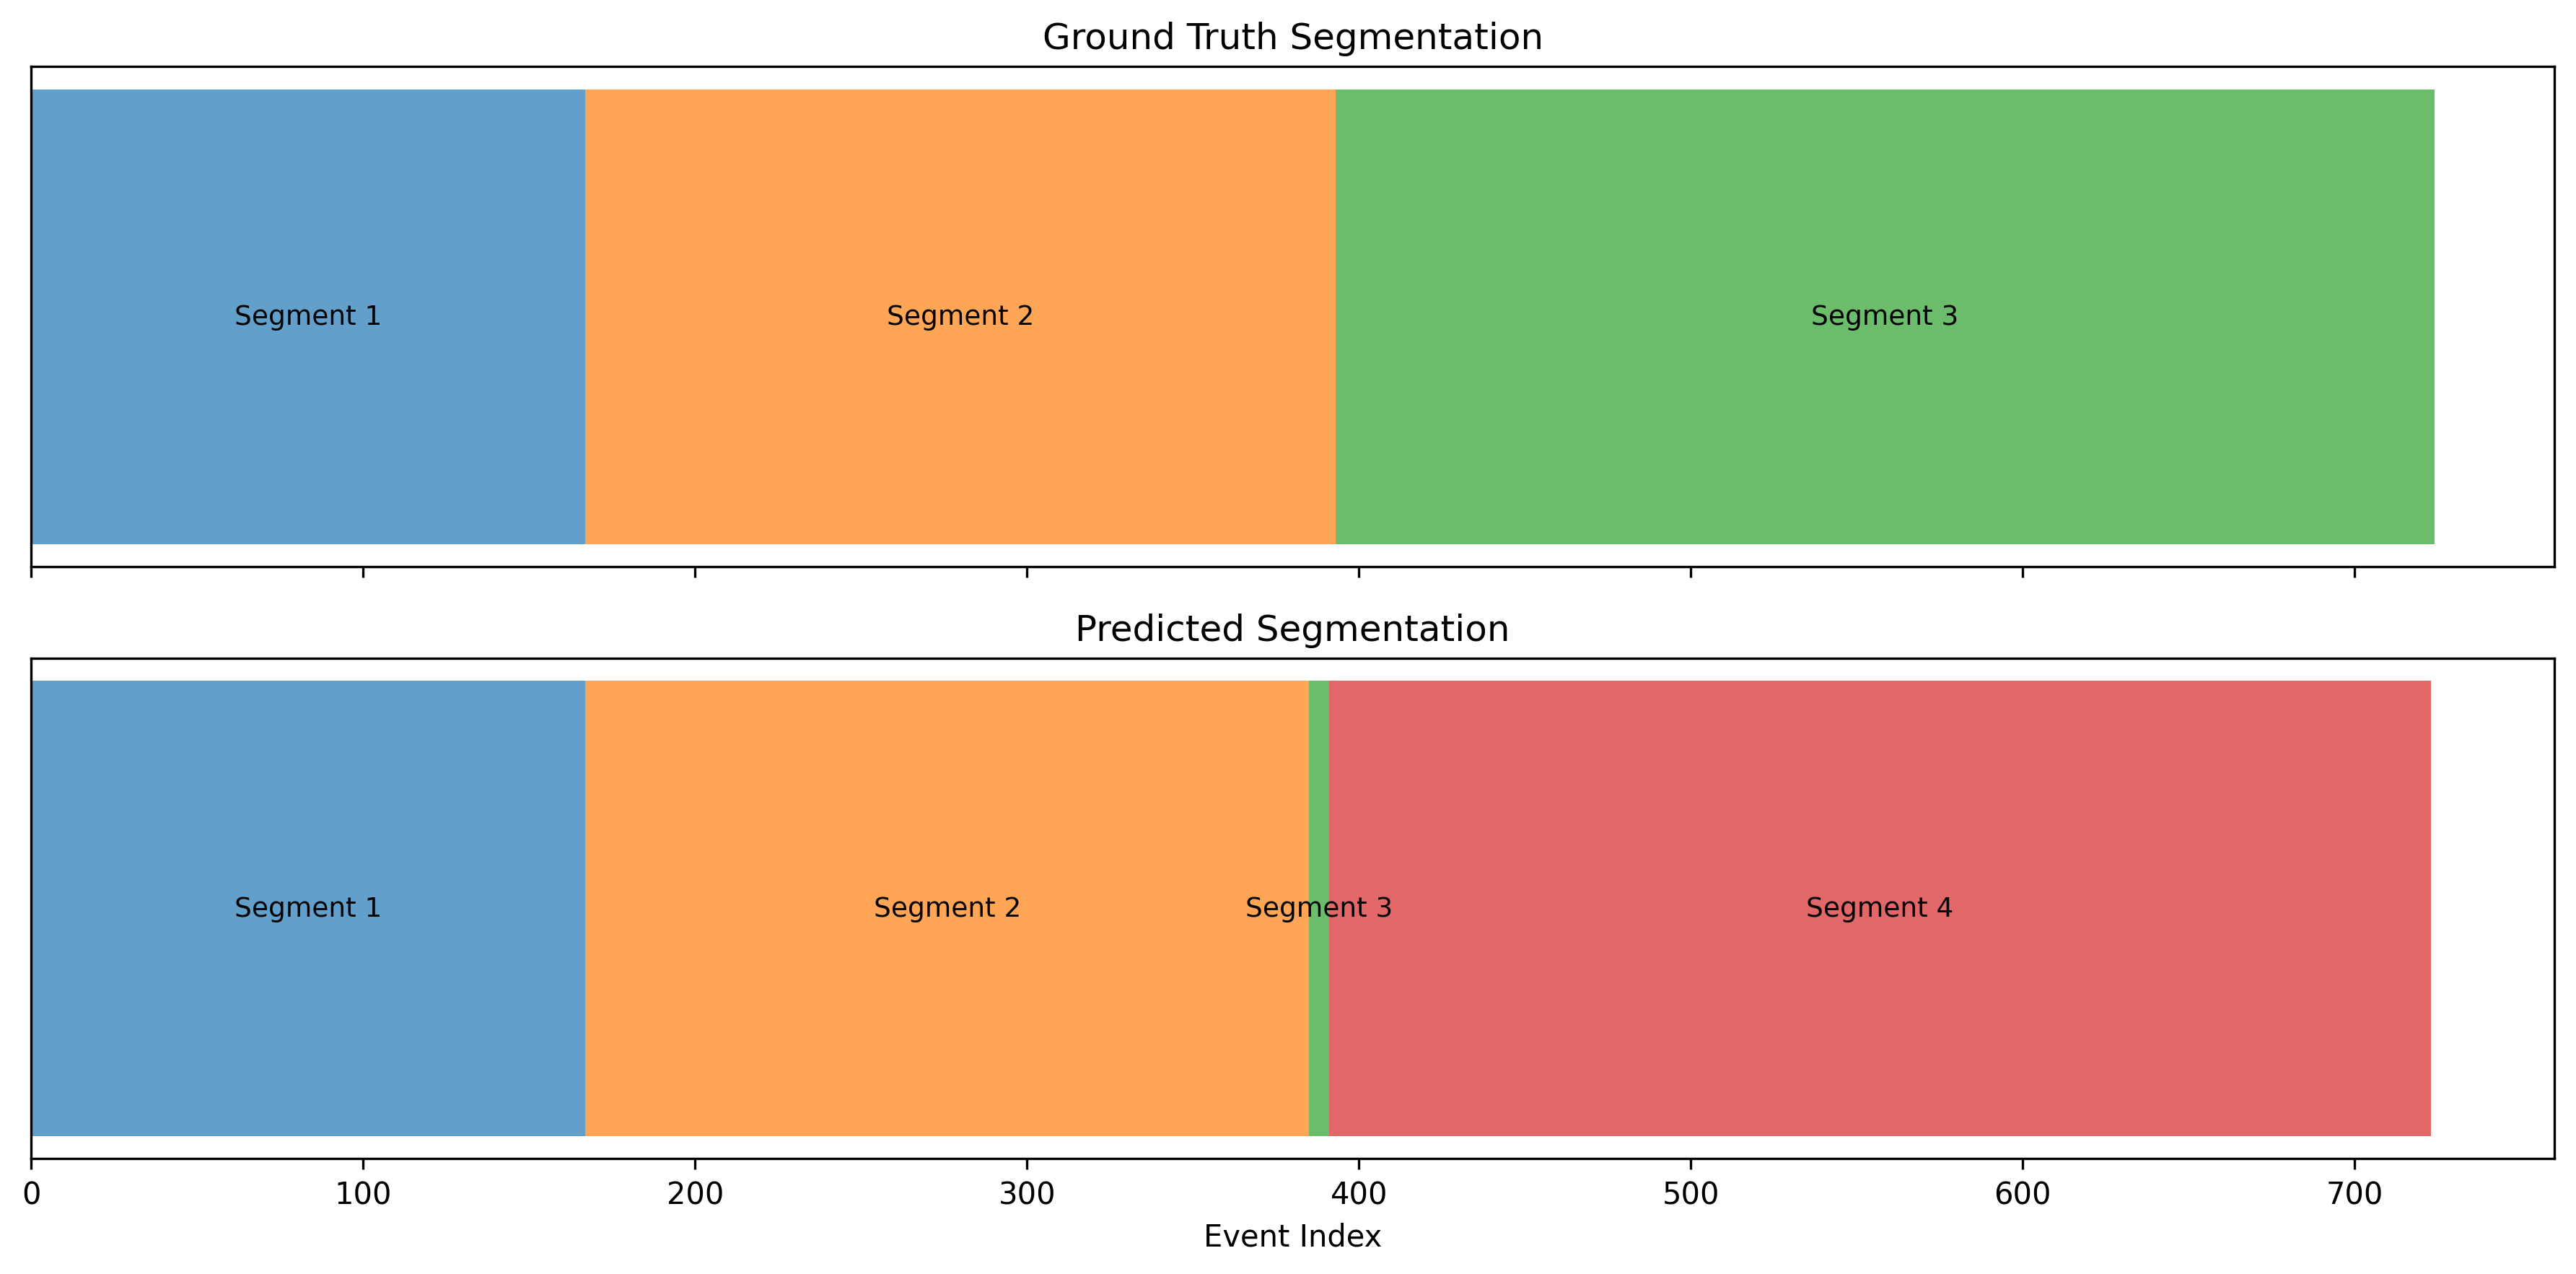 Ground Truth Segmentation
Segment 1 Segment 2 Segment 3
Predicted Segmentation
Segment 1 Segment 2 Segment 3 Segment 4
0 100 200 300 400 500 600 700
Event Index